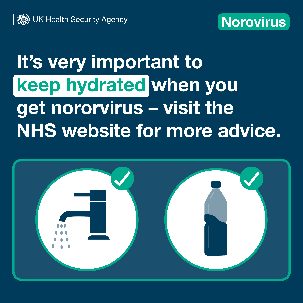 UK Health Security Agency
Norovirus
It's very important to
keep hydrated when you
get nororvirus – visit the
NHS website for more advice.